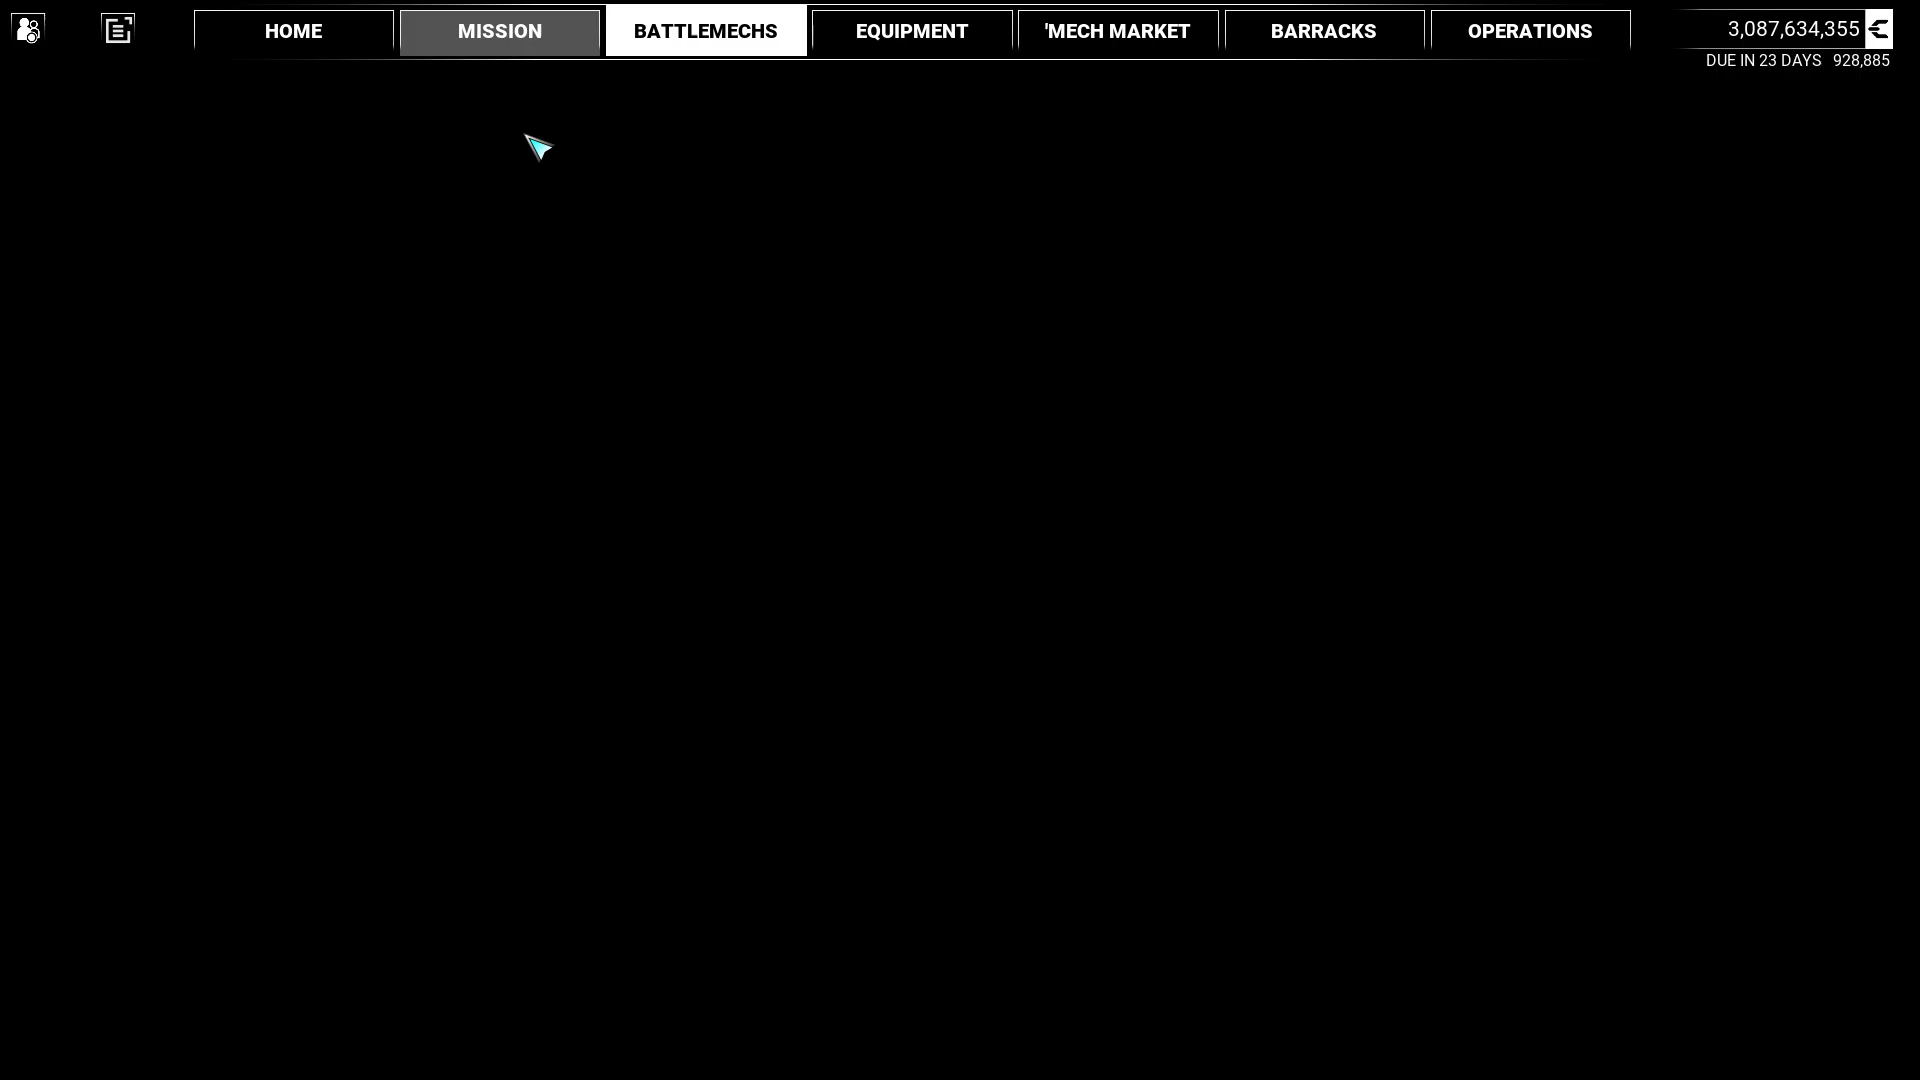 HOME
MISSION
BATTLEMECHS
EQUIPMENT
'MECH MARKET
BARRACKS
OPERATIONS
3,087,634,355
DUE IN 23 DAYS 928,885